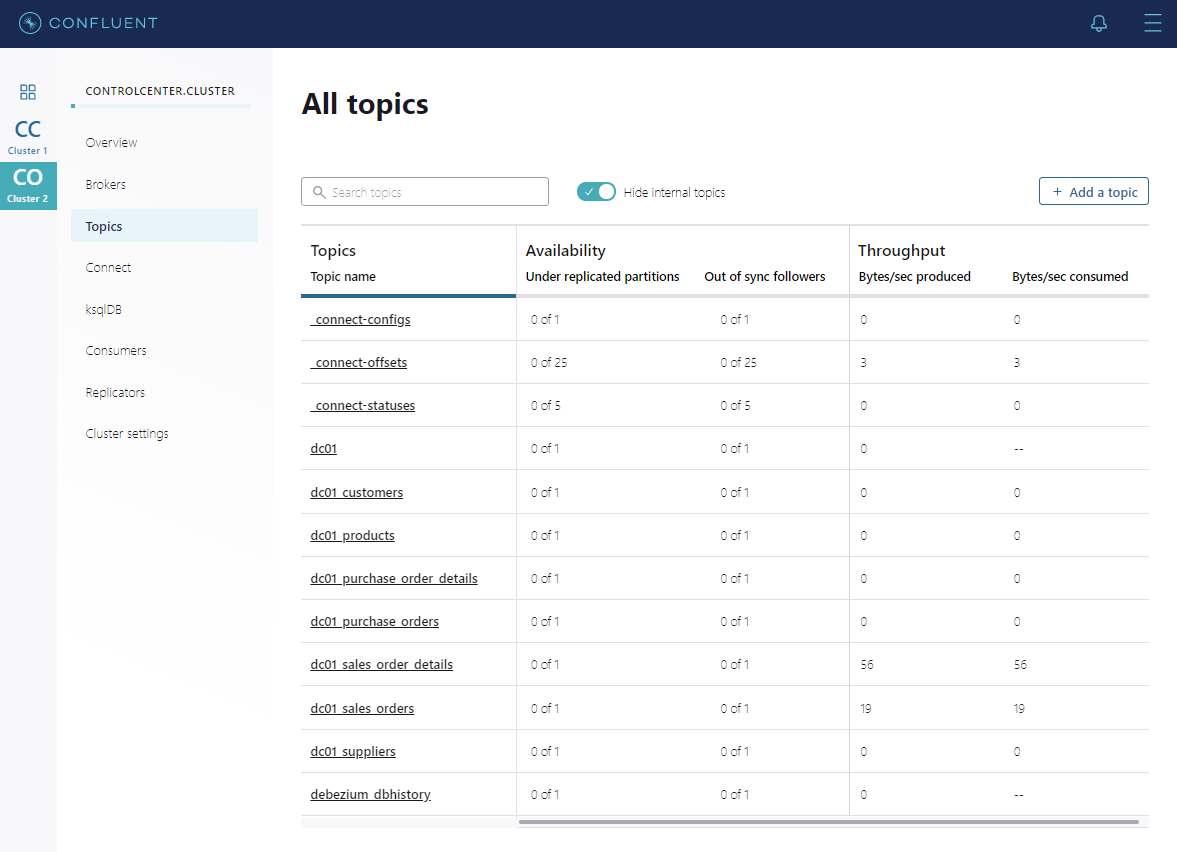 CONFLUENT
CONTROLCENTER.CLUSTER
CC
Cluster 1
CO
Cluster 2
Overview
Brokers
Topics
Connect
ksqlDB
Consumers
Replicators
Cluster settings
All topics
Search topics
Hide internal topics
+ Add a topic
Topics Availability Throughput
Topic name Under replicated partitions Out of sync followers Bytes/sec produced Bytes/sec consumed
_connect-configs 0 of 1 0 of 1 0 0
_connect-offsets 0 of 25 0 of 25 3 3
_connect-statuses 0 of 5 0 of 5 0 0
dc01 0 of 1 0 of 1 0 --
dc01_customers 0 of 1 0 of 1 0 0
dc01_products 0 of 1 0 of 1 0 0
dc01_purchase_order_details 0 of 1 0 of 1 0 0
dc01_purchase_orders 0 of 1 0 of 1 0 0
dc01_sales_order_details 0 of 1 0 of 1 56 56
dc01_sales_orders 0 of 1 0 of 1 19 19
dc01_suppliers 0 of 1 0 of 1 0 0
debezium_dbhistory 0 of 1 0 of 1 0 --